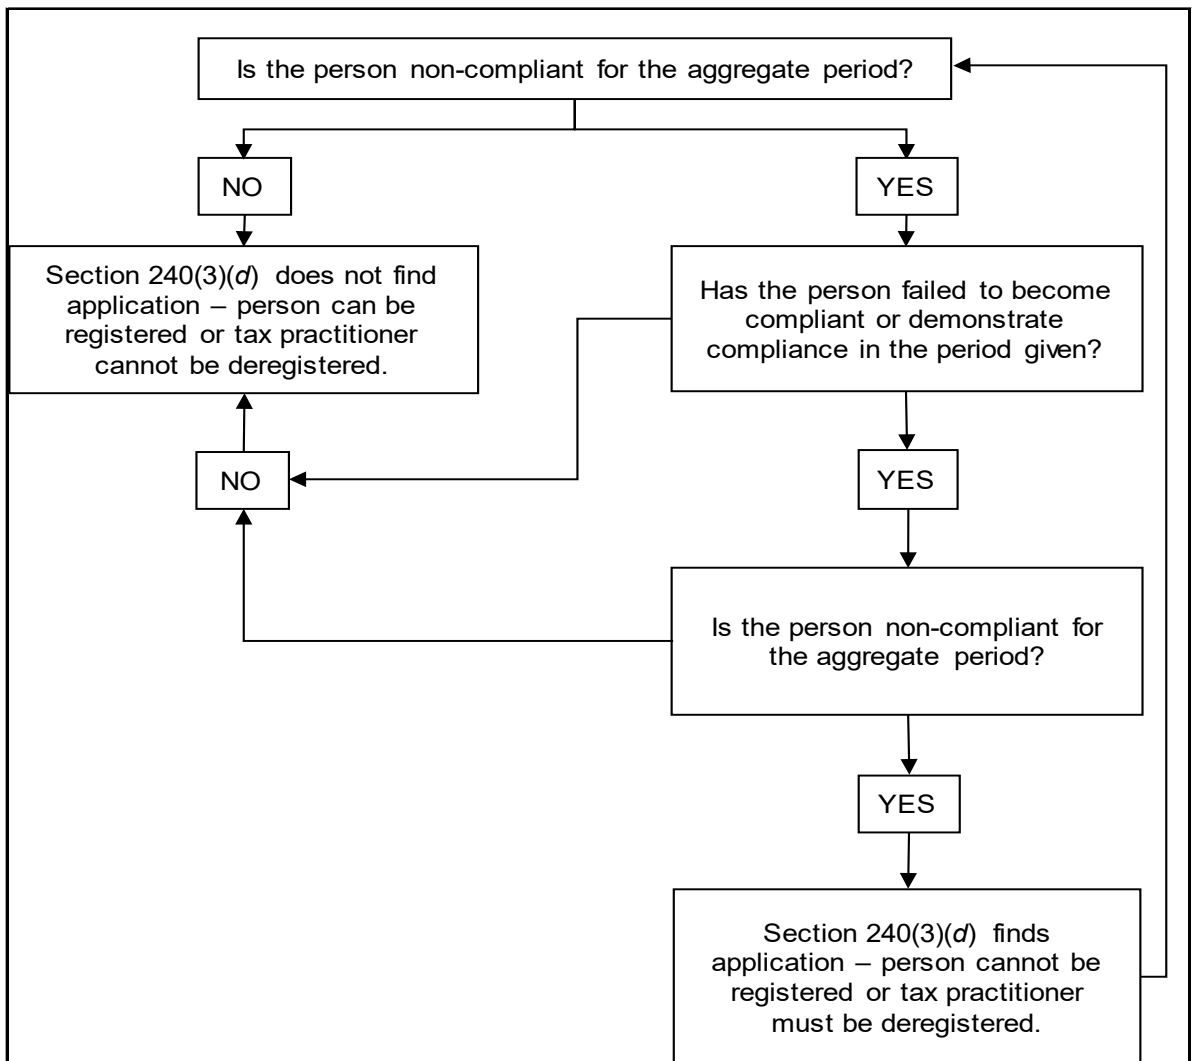 Is the person non-compliant for the aggregate period?
NO
YES
Section 240(3)(d) does not find
application – person can be
registered or tax practitioner
cannot be deregistered.
Has the person failed to become
compliant or demonstrate
compliance in the period given?
NO
YES
Is the person non-compliant for
the aggregate period?
YES
Section 240(3)(d) finds
application – person cannot be
registered or tax practitioner
must be deregistered.